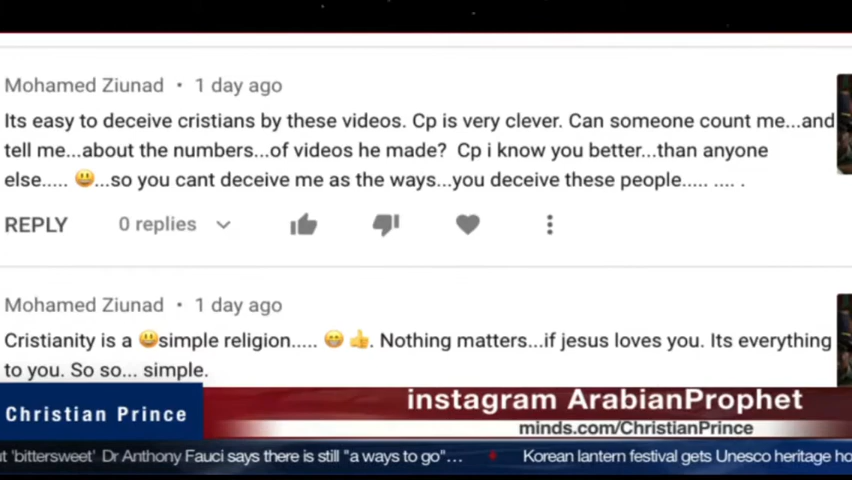 Mohamed Ziunad • 1 day ago
Its easy to deceive cristians by these videos. Cp is very clever. Can someone count me...and
tell me...about the numbers...of videos he made? Cp i know you better...than anyone
else..... 😃...so you cant deceive me as the ways...you deceive these people..... .... .
REPLY 0 replies
Mohamed Ziunad • 1 day ago
Cristianity is a 😃simple religion..... 😁 👍. Nothing matters...if jesus loves you. Its everything
to you. So so... simple.
instagram ArabianProphet
Christian Prince
minds.com/ChristianPrince
'bittersweet' Dr Anthony Fauci says there is still "a ways to go"... • Korean lantern festival gets Unesco heritage